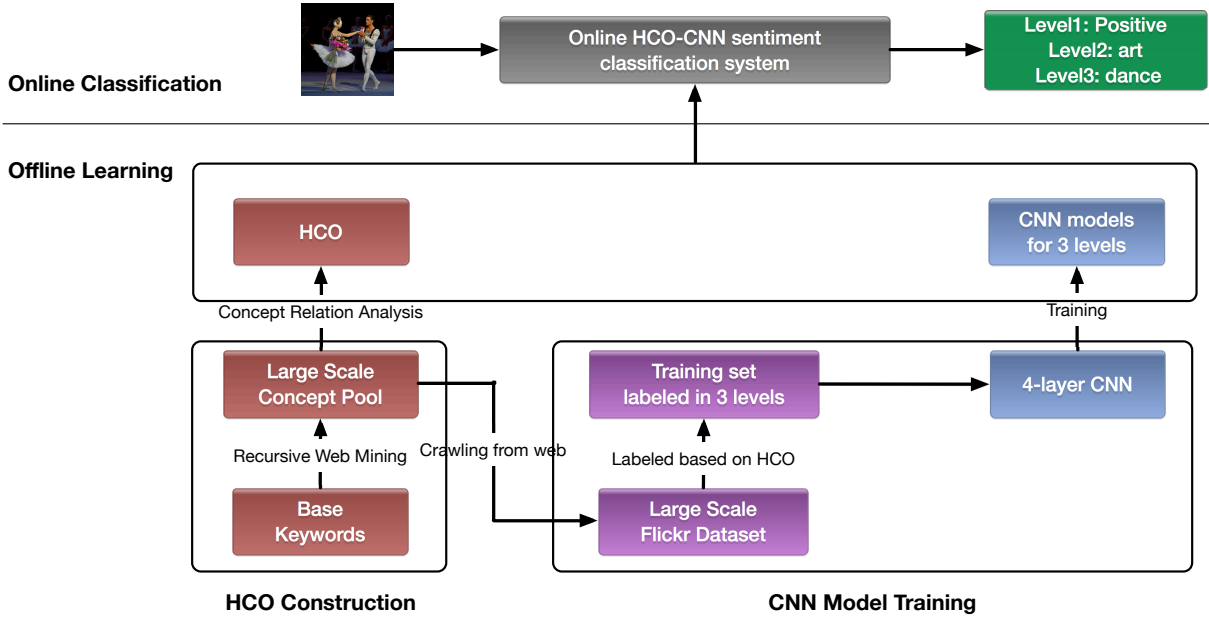 Online HCO-CNN sentiment
classification system
Level1: Positive
Level2: art
Level3: dance
Online Classification
Offline Learning
HCO
CNN models
for 3 levels
Concept Relation Analysis
Training
Large Scale
Concept Pool
Training set
labeled in 3 levels
4-layer CNN
Recursive Web Mining
Crawling from web
Labeled based on HCO
Base
Keywords
Large Scale
Flickr Dataset
HCO Construction
CNN Model Training